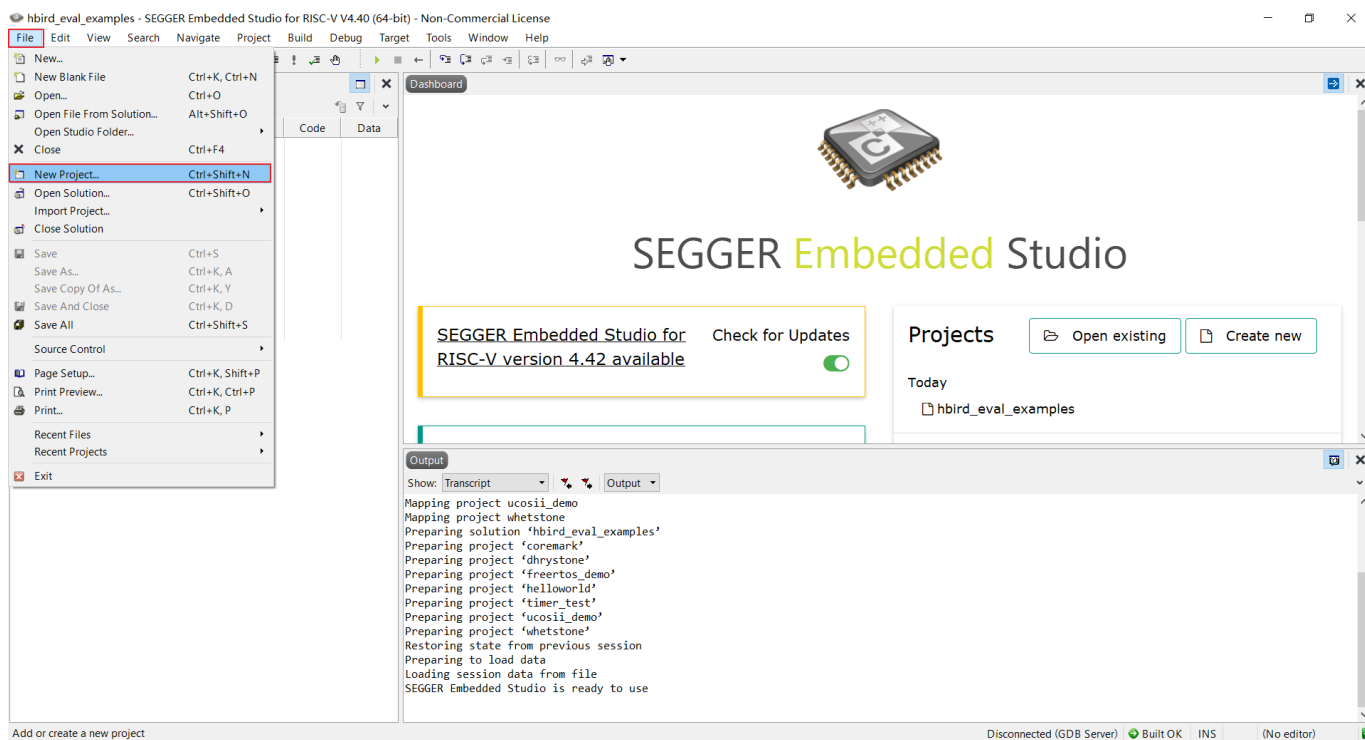 hbird_eval_examples - SEGGER Embedded Studio for RISC-V V4.40 (64-bit) - Non-Commercial License
File Edit View Search Navigate Project Build Debug Target Tools Window Help
New...
New Blank File Ctrl+K, Ctrl+N
Open... Ctrl+O
Open File From Solution... Alt+Shift+O
Open Studio Folder...
Close Ctrl+F4
New Project... Ctrl+Shift+N
Open Solution... Ctrl+Shift+O
Import Project...
Close Solution
Save Ctrl+S
Save As... Ctrl+K, A
Save Copy Of As... Ctrl+K, Y
Save And Close Ctrl+K, D
Save All Ctrl+Shift+S
Source Control
Page Setup... Ctrl+K, Shift+P
Print Preview... Ctrl+K, Ctrl+P
Print... Ctrl+K, P
Recent Files
Recent Projects
Exit
Code Data
Dashboard
C ++
SEGGER Embedded Studio
SEGGER Embedded Studio for
RISC-V version 4.42 available
Check for Updates
Projects Open existing Create new
Today
hbird_eval_examples
Output
Show: Transcript Output
Mapping project ucosii_demo
Mapping project whetstone
Preparing solution ‘hbird_eval_examples’
Preparing project ‘coremark’
Preparing project ‘dhrystone’
Preparing project ‘freertos_demo’
Preparing project ‘helloworld’
Preparing project ‘timer_test’
Preparing project ‘ucosii_demo’
Preparing project ‘whetstone’
Restoring state from previous session
Preparing to load data
Loading session data from file
SEGGER Embedded Studio is ready to use
Add or create a new project Disconnected (GDB Server) Built OK INS (No editor)